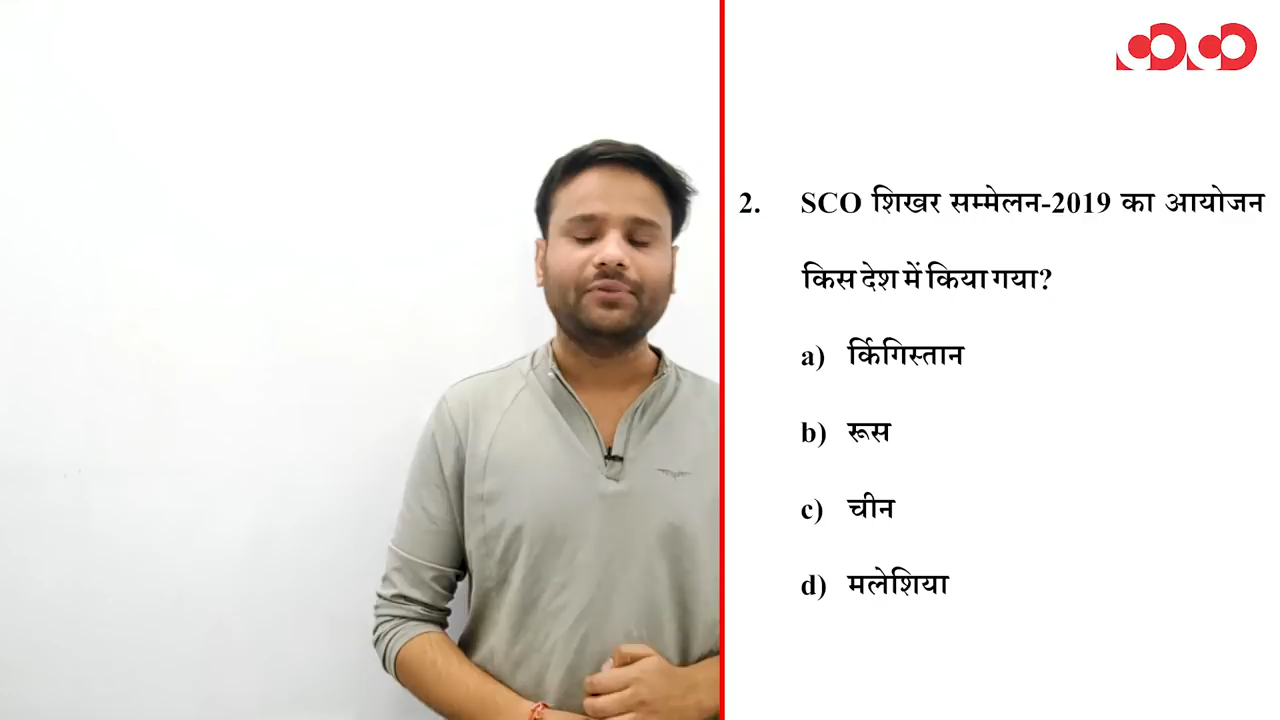 2. SCO शिखर सम्मेलन-2019 का आयोजन
किस देश में किया गया?
a) किंर्गिस्तान
b) रूस
c) चीन
d) मलेशिया